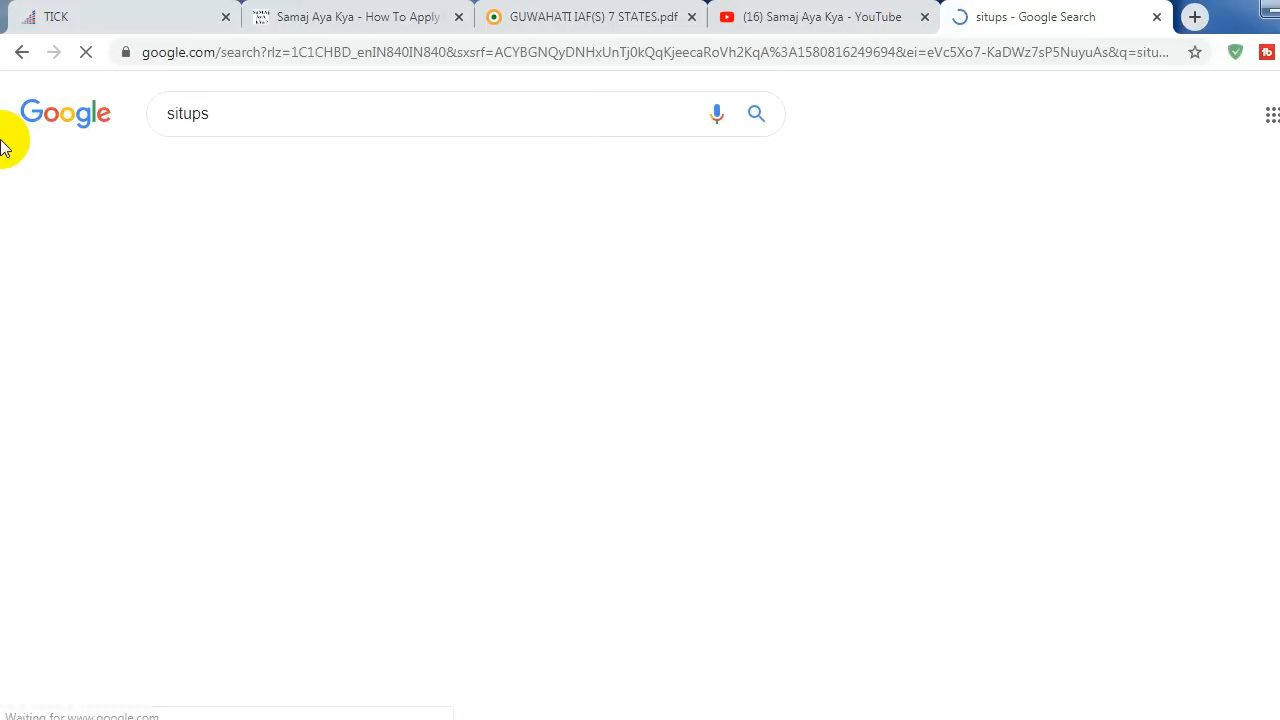 TICK
Samaj Aya Kya - How To Apply
GUWAHATI IAF(S) 7 STATES.pdf
(16) Samaj Aya Kya - YouTube
situps - Google Search
google.com/search?rlz=1C1CHBD_enIN840IN840&sxsrf=ACYBGNQyDNHxUnTj0kQqKjeecaRoVh2KqA%3A1580816249694&ei=eVc5Xo7-KaDWz7sP5NuyuAs&q=situ...
Google
situps
Waiting for www.google.com